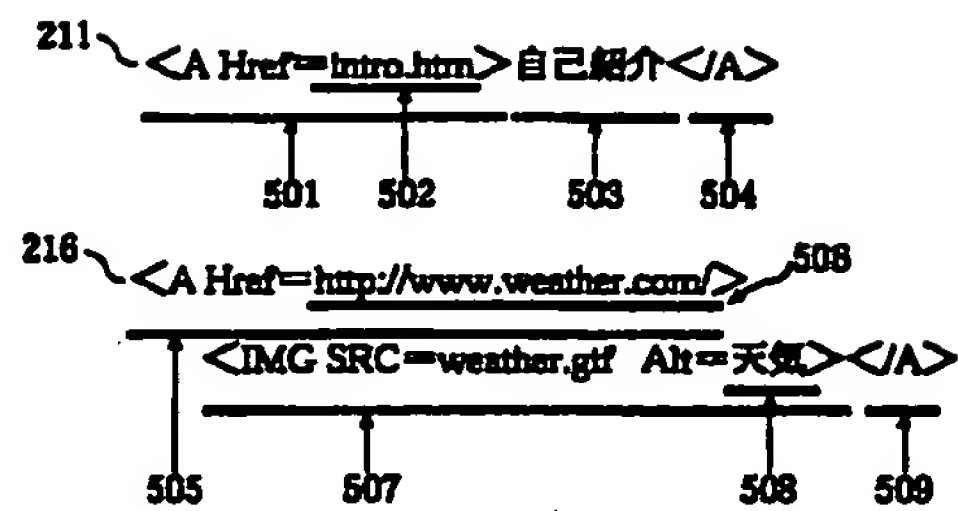 211
<A Href=intro.htm>自己紹介</A>
501 502 503 504
216
<A Href=http://www.weather.com/>
506
<IMG SRC=weather.gif Alt=天気></A>
505 507 508 509